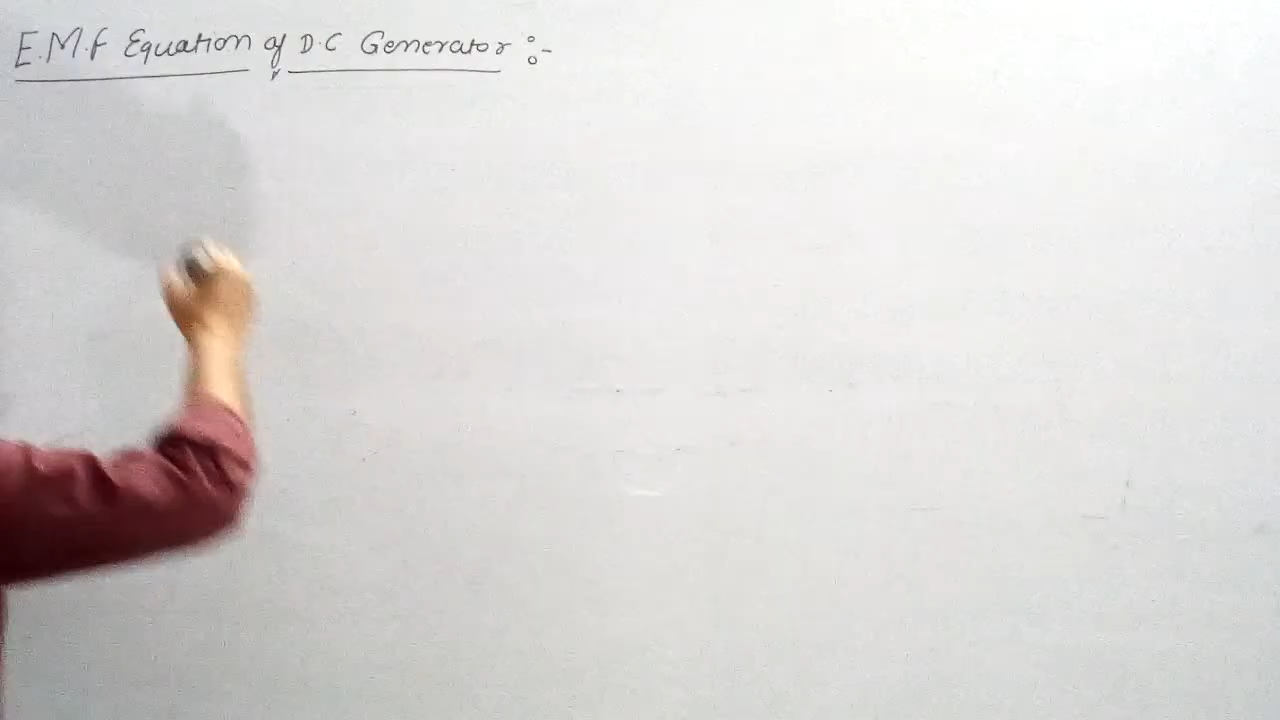 E.M.F Equation of D.C Generator :-